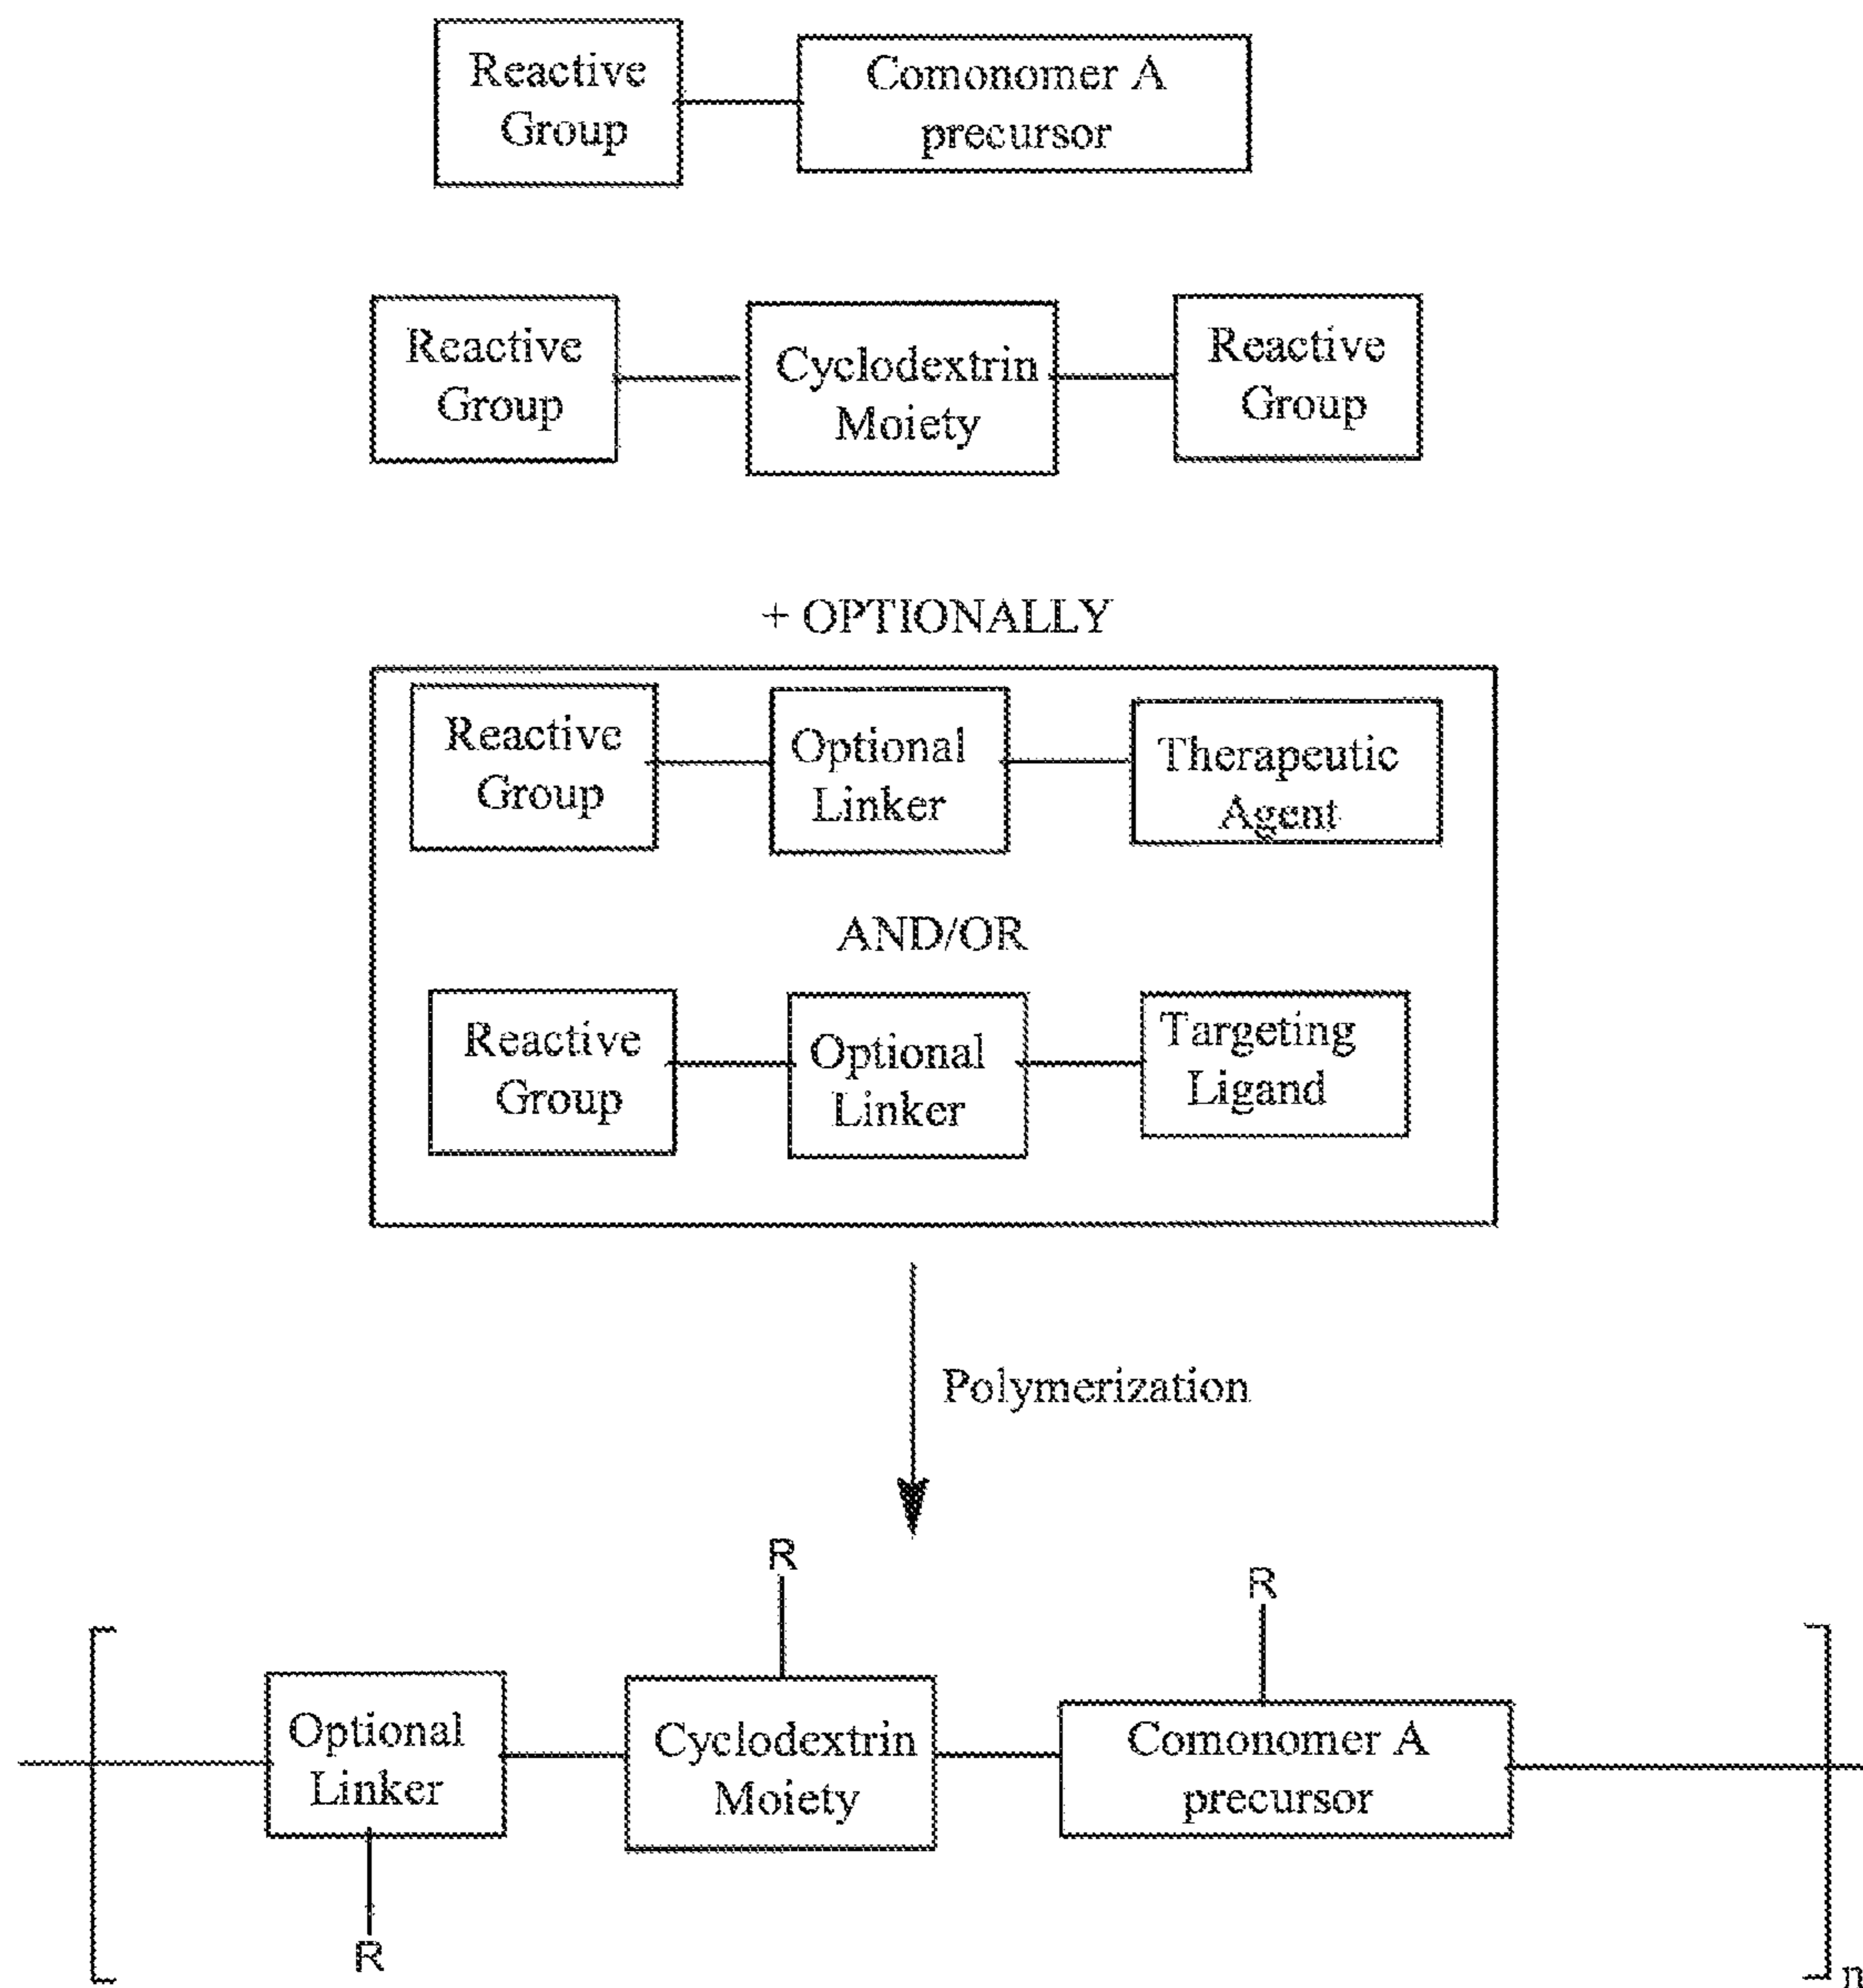 Reactive Group
Comonomer A precursor
Reactive Group
Cyclodextrin Moiety
Reactive Group
+ OPTIONALLY
Reactive Group
Optional Linker
Therapeutic Agent
AND/OR
Reactive Group
Optional Linker
Targeting Ligand
Polymerization
R
R
Optional Linker
Cyclodextrin Moiety
Comonomer A precursor
R
n